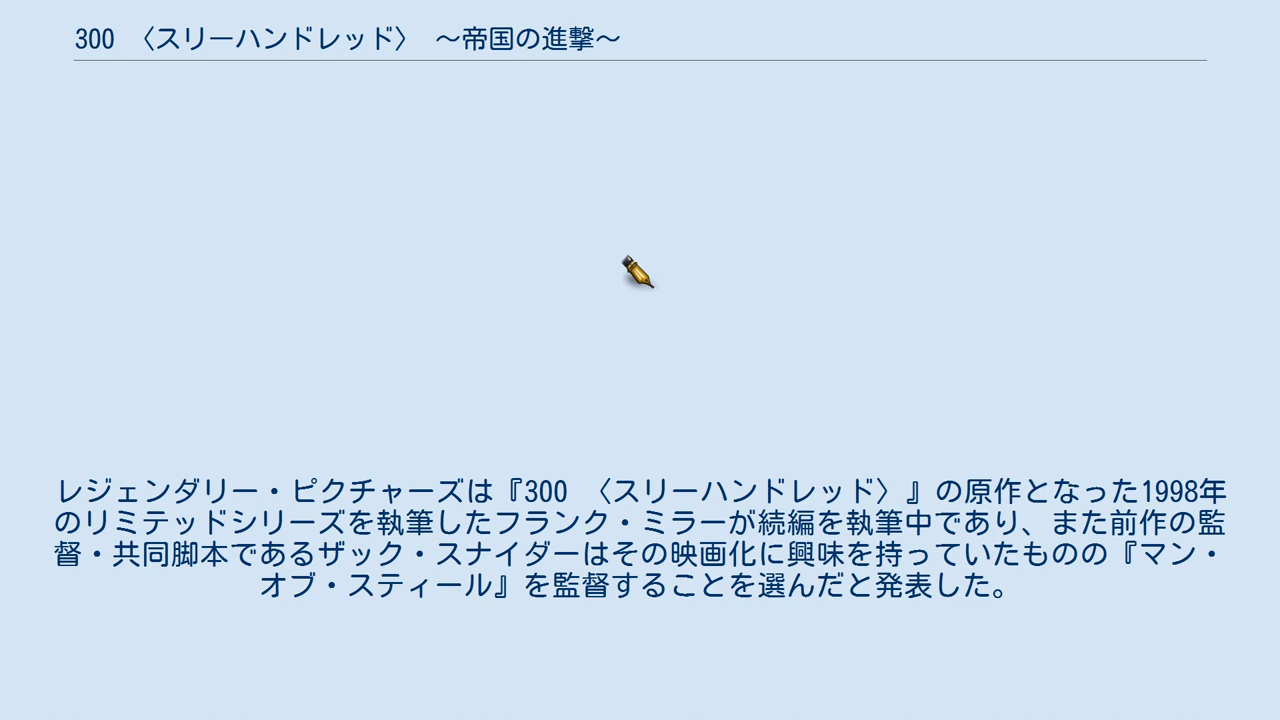 300 〈スリーハンドレッド〉 〜帝国の進撃〜
レジェンダリー・ピクチャーズは『300 〈スリーハンドレッド〉』の原作となった1998年
のリミテッドシリーズを執筆したフランク・ミラーが続編を執筆中であり、また前作の監
督・共同脚本であるザック・スナイダーはその映画化に興味を持っていたものの『マン・
オブ・スティール』を監督することを選んだと発表した。